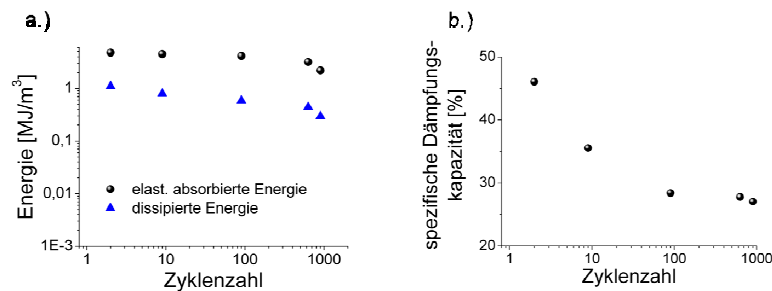 a.)
Energie [MJ/m³]
1
0,1
0,01
1E-3
elast. absorbierte Energie
dissipierte Energie
1 10 100 1000
Zyklenzahl
b.)
spezifische Dämpfungs-
kapazität [%]
50
40
30
20
1 10 100 1000
Zyklenzahl